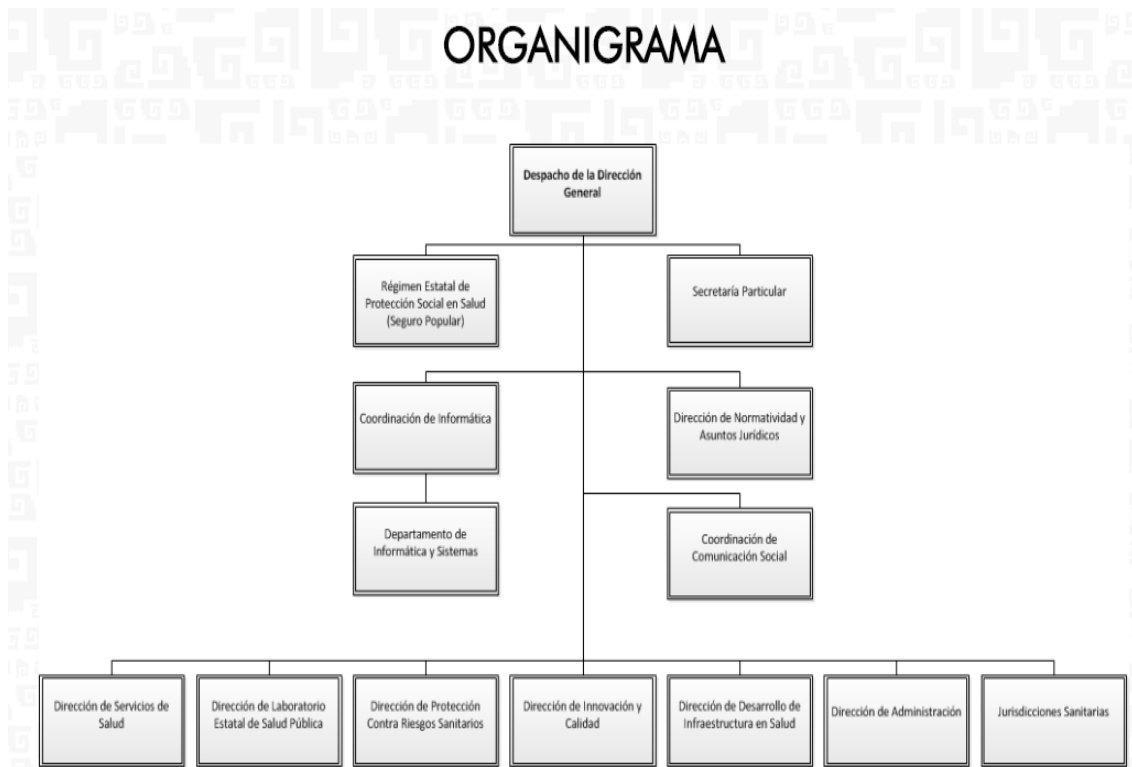 ORGANIGRAMA
Despacho de la Dirección
General
Régimen Estatal de
Protección Social en Salud
(Seguro Popular)
Secretaría Particular
Coordinación de Informática
Dirección de Normatividad y
Asuntos Jurídicos
Departamento de
Informática y Sistemas
Coordinación de
Comunicación Social
Dirección de Servicios de
Salud
Dirección de Laboratorio
Estatal de Salud Pública
Dirección de Protección
Contra Riesgos Sanitarios
Dirección de Innovación y
Calidad
Dirección de Desarrollo de
Infraestructura en Salud
Dirección de Administración
Jurisdicciones Sanitarias